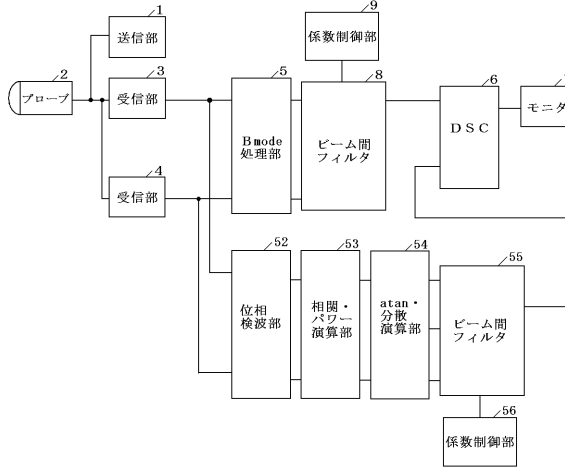 1
送信部
2
プローブ
3
受信部
4
受信部
5
Bmode
処理部
9
係数制御部
8
ビーム間
フィルタ
6
DSC
モニタ
52
位相
検波部
53
相関・
パワー
演算部
54
atan・
分散
演算部
55
ビーム間
フィルタ
56
係数制御部